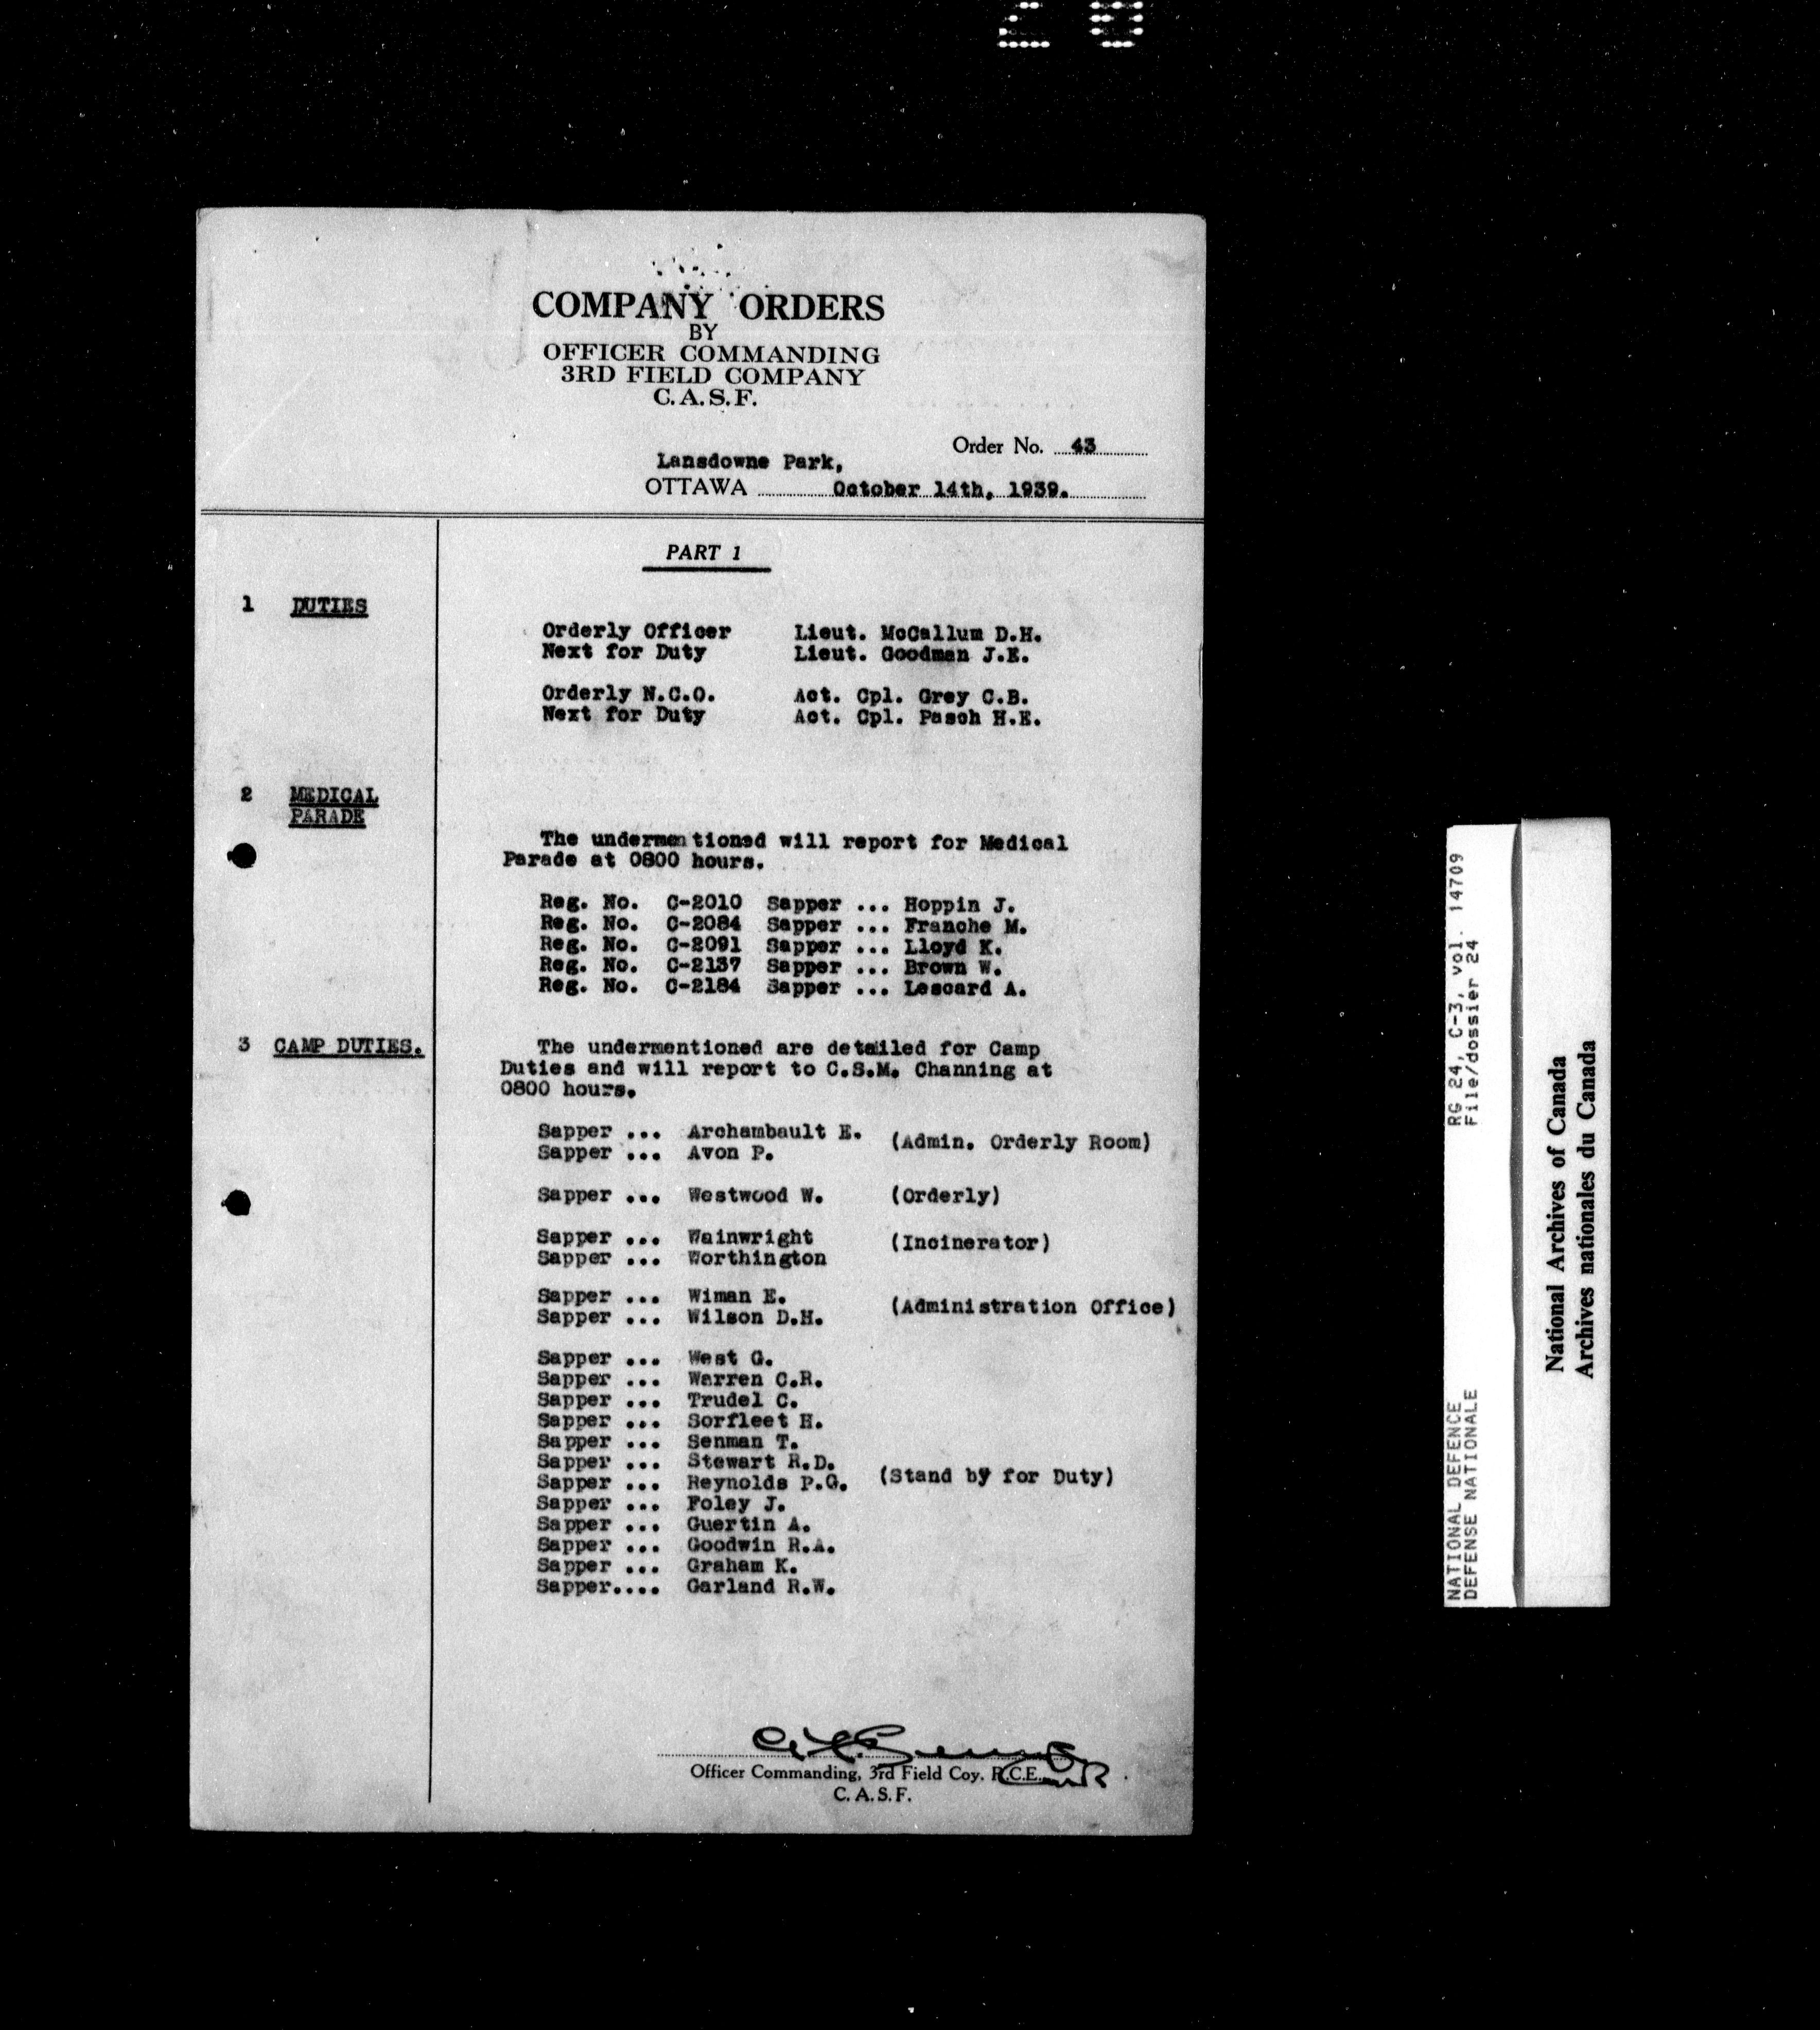 COMPANY ORDERS
BY
OFFICER COMMANDING
3RD FIELD COMPANY
C.A.S.F.
Order No. 43
Lansdowne Park,
OTTAWA October 14th, 1939.
PART 1
1 DUTIES
Orderly Officer Lieut. McCallum D.H.
Next for Duty Lieut. Goodman J.E.
Orderly N.C.O. Act. Cpl. Grey C.B.
Next for Duty Act. Cpl. Pasch H.E.
2 MEDICAL
PARADE
The undermentioned will report for Medical
Parade at 0800 hours.
Reg. No. C-2010 Sapper ... Hoppin J.
Reg. No. C-2084 Sapper ... Franche M.
Reg. No. C-2091 Sapper ... Lloyd K.
Reg. No. C-2137 Sapper ... Brown W.
Reg. No. C-2184 Sapper ... Lescard A.
3 CAMP DUTIES.
The undermentioned are detailed for Camp
Duties and will report to C.S.M. Channing at
0800 hours.
Sapper ... Archambault E. (Admin. Orderly Room)
Sapper ... Avon P.
Sapper ... Westwood W. (Orderly)
Sapper ... Wainwright (Incinerator)
Sapper ... Worthington
Sapper ... Wiman E. (Administration Office)
Sapper ... Wilson D.H.
Sapper ... West G.
Sapper ... Warren C.R.
Sapper ... Trudel C.
Sapper ... Sorfleet H.
Sapper ... Senman T.
Sapper ... Stewart R.D.
Sapper ... Reynolds P.G. (Stand by for Duty)
Sapper ... Foley J.
Sapper ... Guertin A.
Sapper ... Goodwin R.A.
Sapper ... Graham K.
Sapper.... Garland R.W.
Officer Commanding, 3rd Field Coy, R.C.E.
C.A.S.F.
NATIONAL DEFENCE RG 24, C-3, vol. 14709
DEFENSE NATIONALE File/dossier 24
National Archives of Canada
Archives nationales du Canada